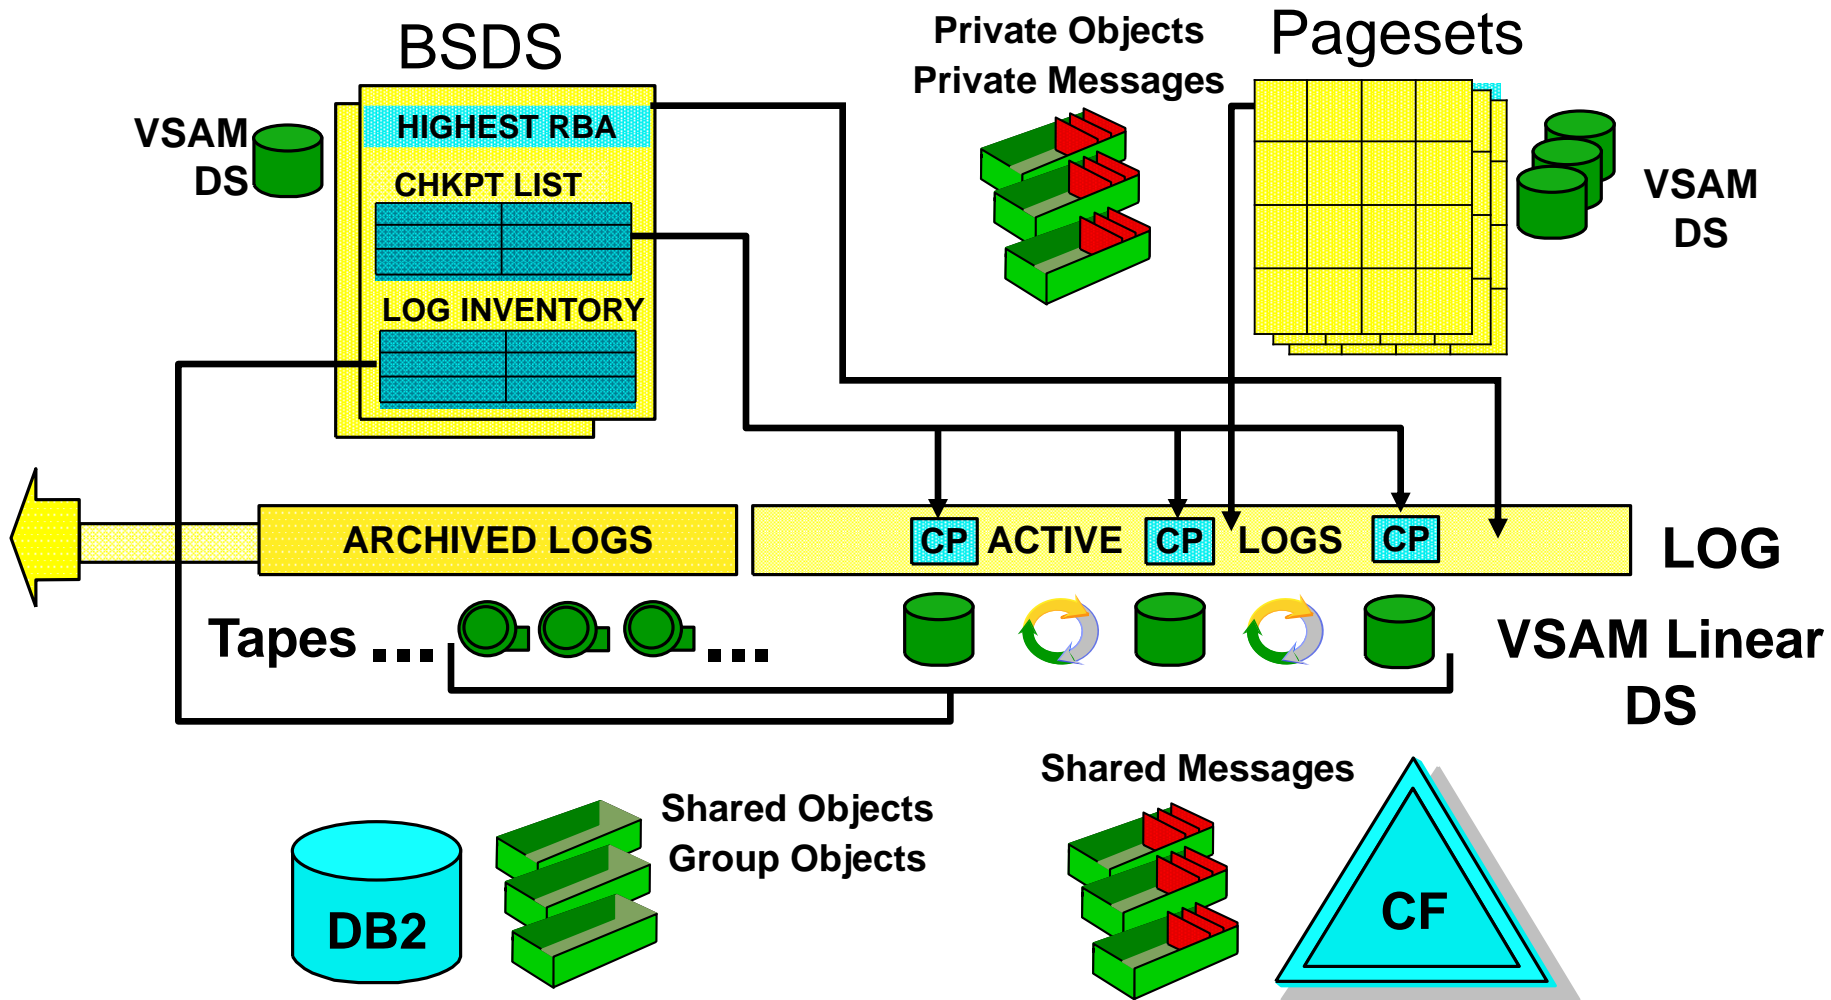 BSDS
VSAM
DS
HIGHEST RBA
CHKPT LIST
LOG INVENTORY
Private Objects
Private Messages
Pagesets
VSAM
DS
ARCHIVED LOGS
CP ACTIVE CP LOGS CP
LOG
Tapes ... ...
VSAM Linear
DS
DB2
Shared Objects
Group Objects
Shared Messages
CF